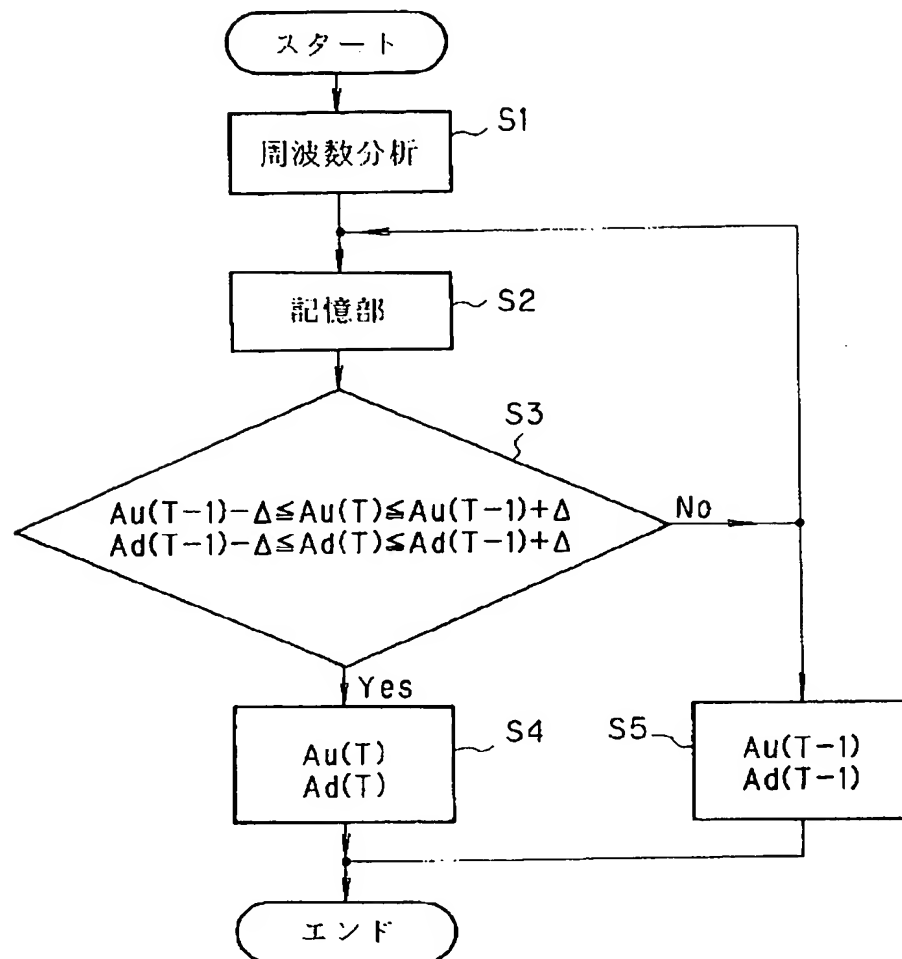 スタート
S1
周波数分析
S2
記憶部
S3
Au(T-1)-Δ≦Au(T)≦Au(T-1)+Δ
Ad(T-1)-Δ≦Ad(T)≦Ad(T-1)+Δ
No
Yes
S4
Au(T)
Ad(T)
S5
Au(T-1)
Ad(T-1)
エンド